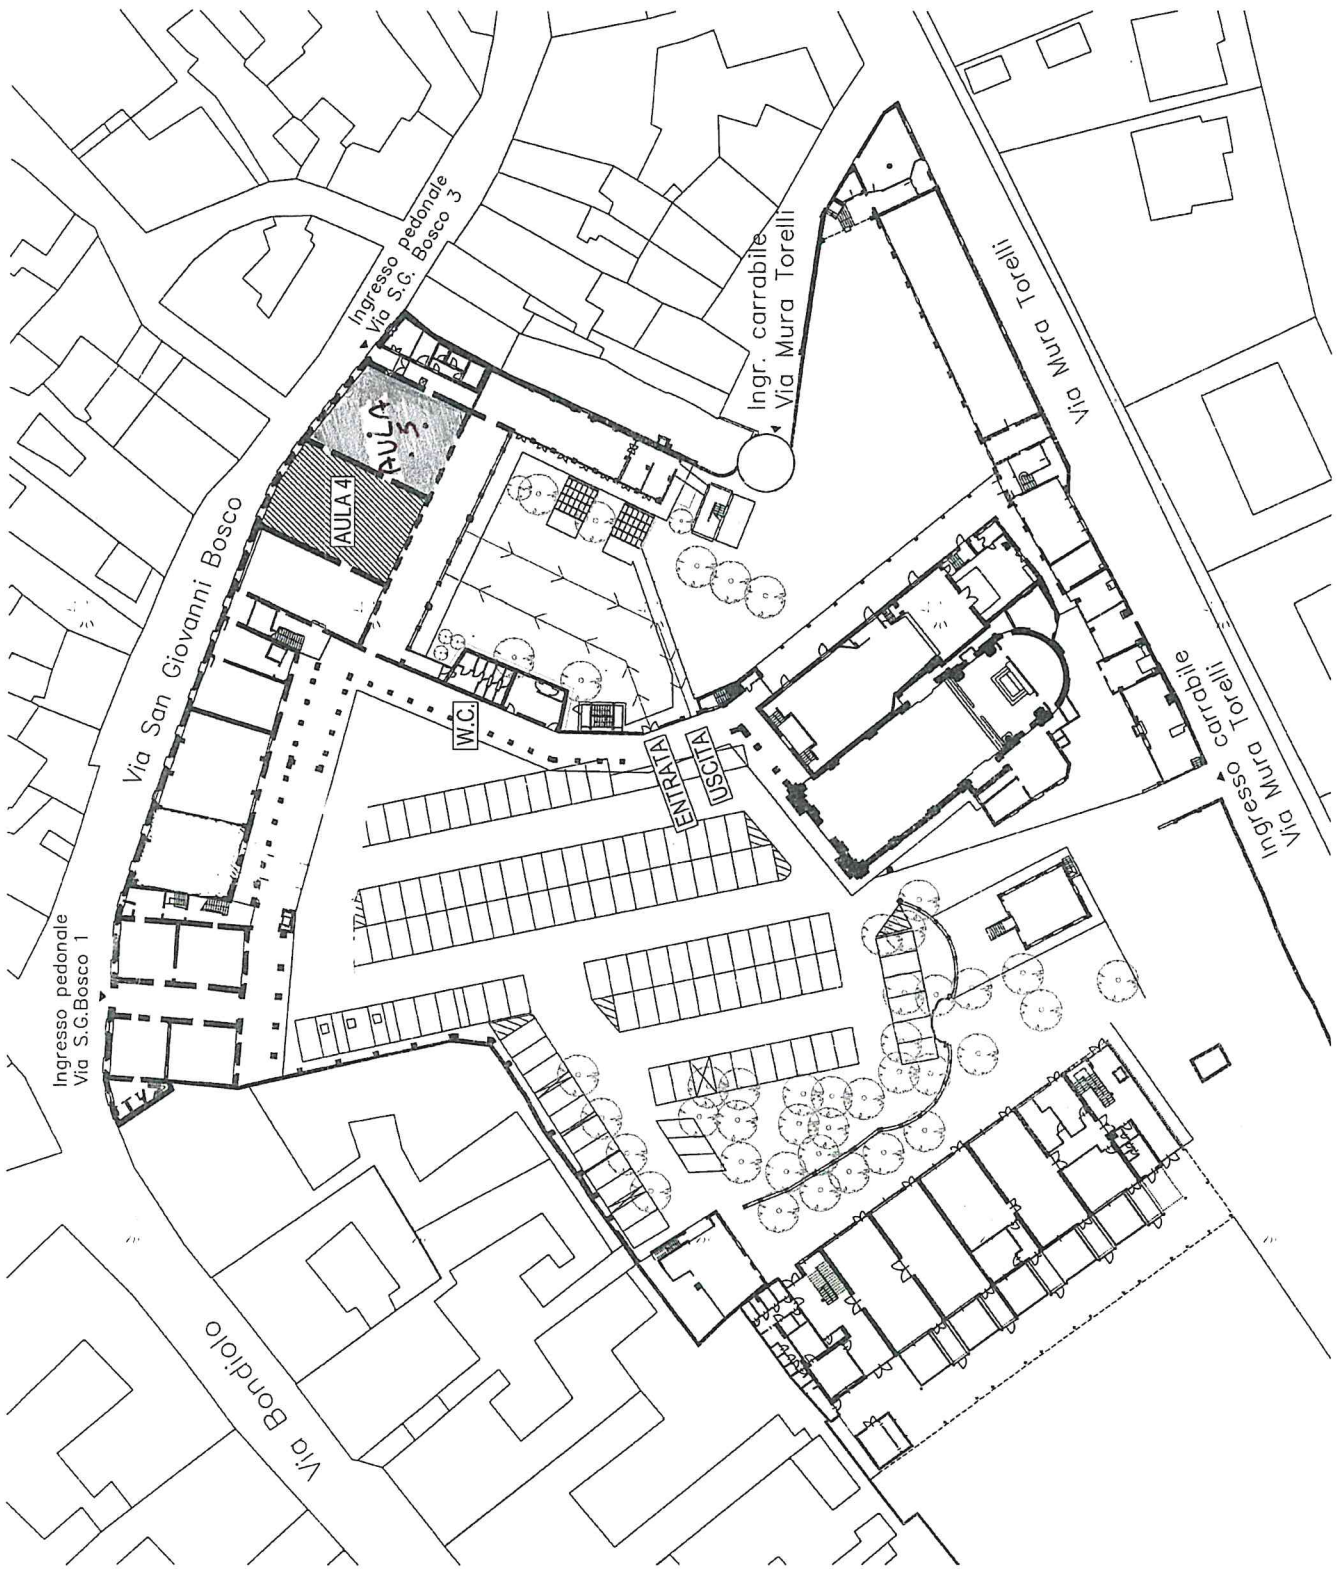 Ingresso pedonale
Via S.G. Bosco 3
Via San Giovanni Bosco
AULA
5.
AULA 4
Ingr. carrabile
Via Mura Torelli
Via Mura Torelli
W.C.
ENTRATA
USCITA
Ingresso carrabile
Via Mura Torelli
Ingresso pedonale
Via S.G.Bosco 1
Via Bondiolo